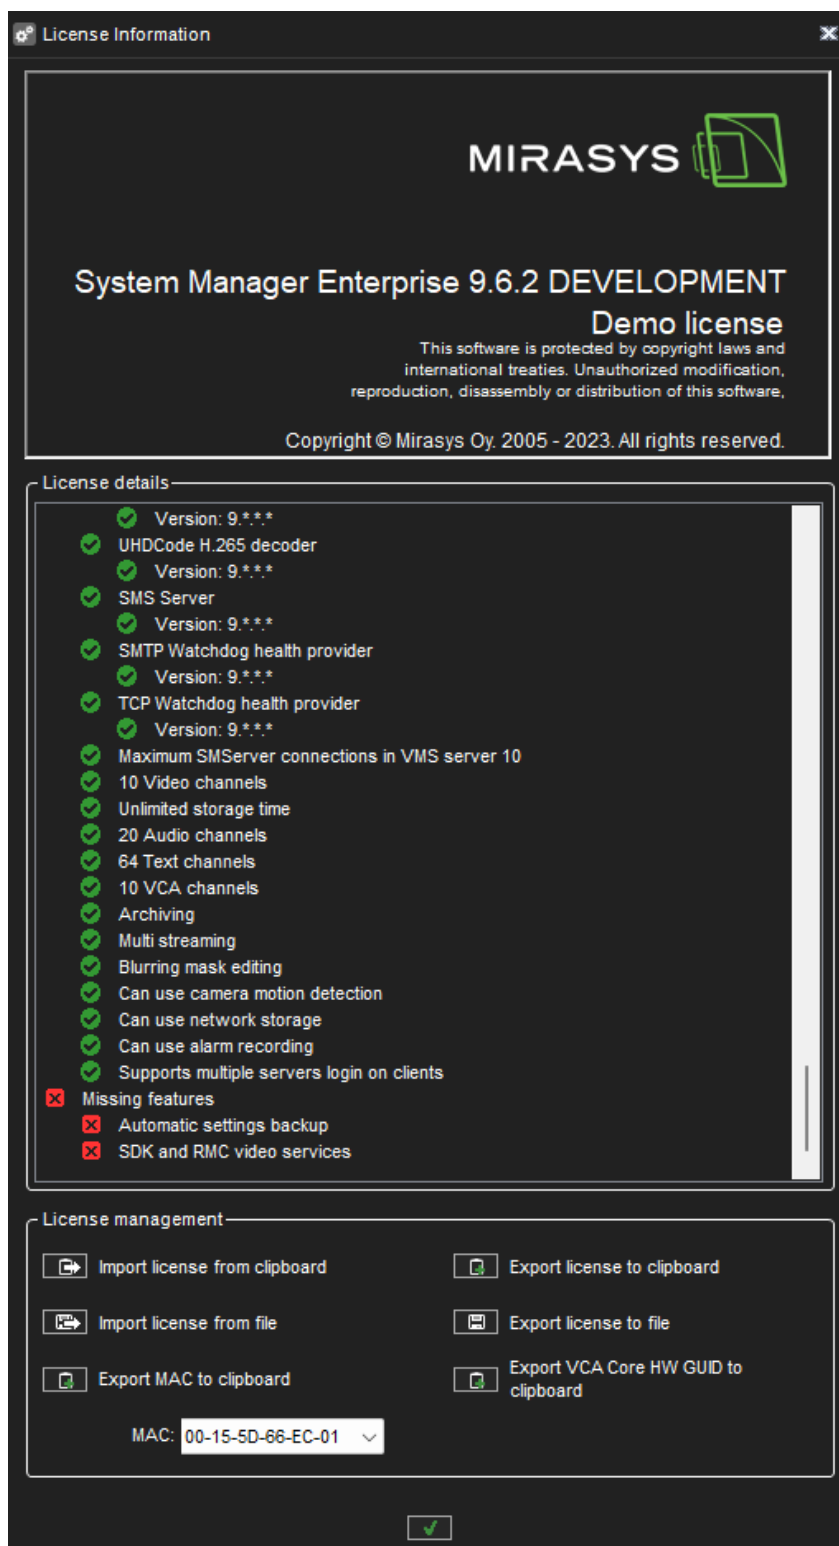 License Information
MIRASYS
System Manager Enterprise 9.6.2 DEVELOPMENT
Demo license
This software is protected by copyright laws and
international treaties. Unauthorized modification,
reproduction, disassembly or distribution of this software,
Copyright © Mirasys Oy. 2005 - 2023. All rights reserved.
License details
Version: 9.*.*.*
UHDCode H.265 decoder
Version: 9.*.*.*
SMS Server
Version: 9.*.*.*
SMTP Watchdog health provider
Version: 9.*.*.*
TCP Watchdog health provider
Version: 9.*.*.*
Maximum SMServer connections in VMS server 10
10 Video channels
Unlimited storage time
20 Audio channels
64 Text channels
10 VCA channels
Archiving
Multi streaming
Blurring mask editing
Can use camera motion detection
Can use network storage
Can use alarm recording
Supports multiple servers login on clients
Missing features
Automatic settings backup
SDK and RMC video services
License management
Import license from clipboard
Export license to clipboard
Import license from file
Export license to file
Export MAC to clipboard
Export VCA Core HW GUID to
clipboard
MAC: 00-15-5D-66-EC-01